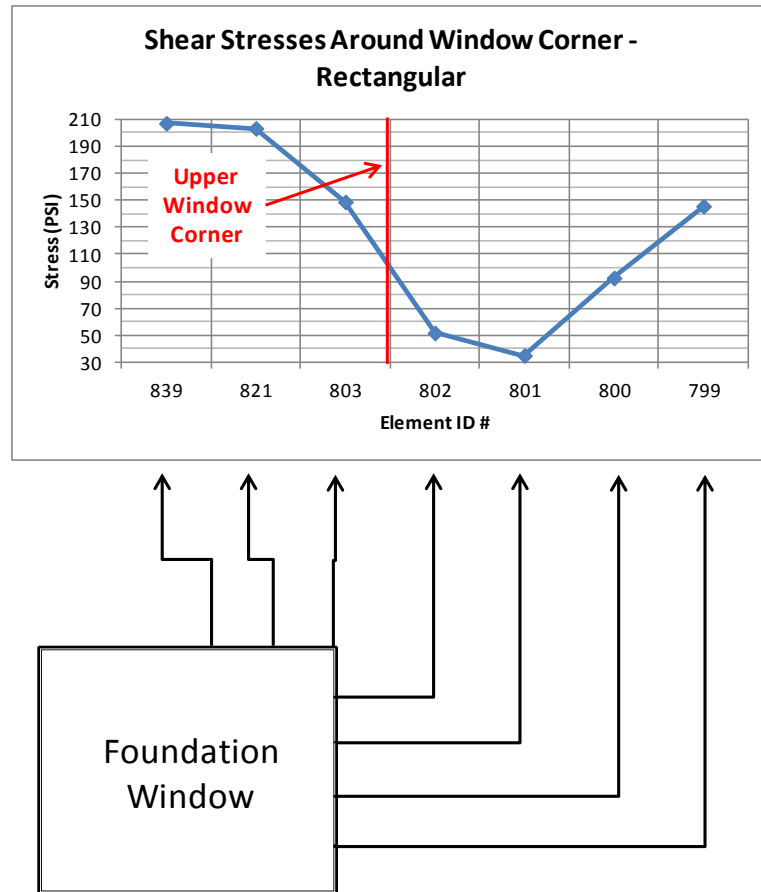 Shear Stresses Around Window Corner -
Rectangular
210
190
170
150
130
110
90
70
50
30
Stress (PSI)
Upper
Window
Corner
839 821 803 802 801 800 799
Element ID #
Foundation
Window